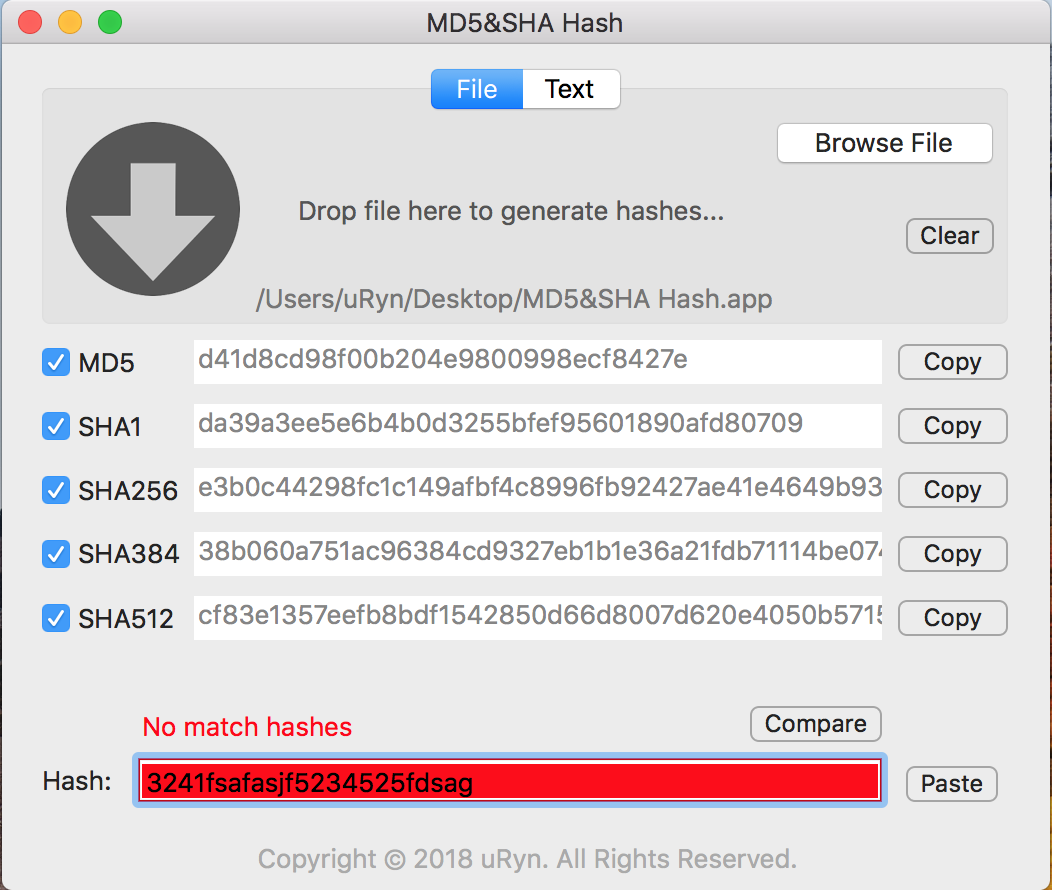 MD5&SHA Hash
File Text
Browse File
Drop file here to generate hashes...
Clear
/Users/uRyn/Desktop/MD5&SHA Hash.app
MD5 d41d8cd98f00b204e9800998ecf8427e Copy
SHA1 da39a3ee5e6b4b0d3255bfef95601890afd80709 Copy
SHA256 e3b0c44298fc1c149afbf4c8996fb92427ae41e4649b93 Copy
SHA384 38b060a751ac96384cd9327eb1b1e36a21fdb71114be074 Copy
SHA512 cf83e1357eefb8bdf1542850d66d8007d620e4050b5715 Copy
No match hashes Compare
Hash: 3241fsafasjf5234525fdsag Paste
Copyright © 2018 uRyn. All Rights Reserved.